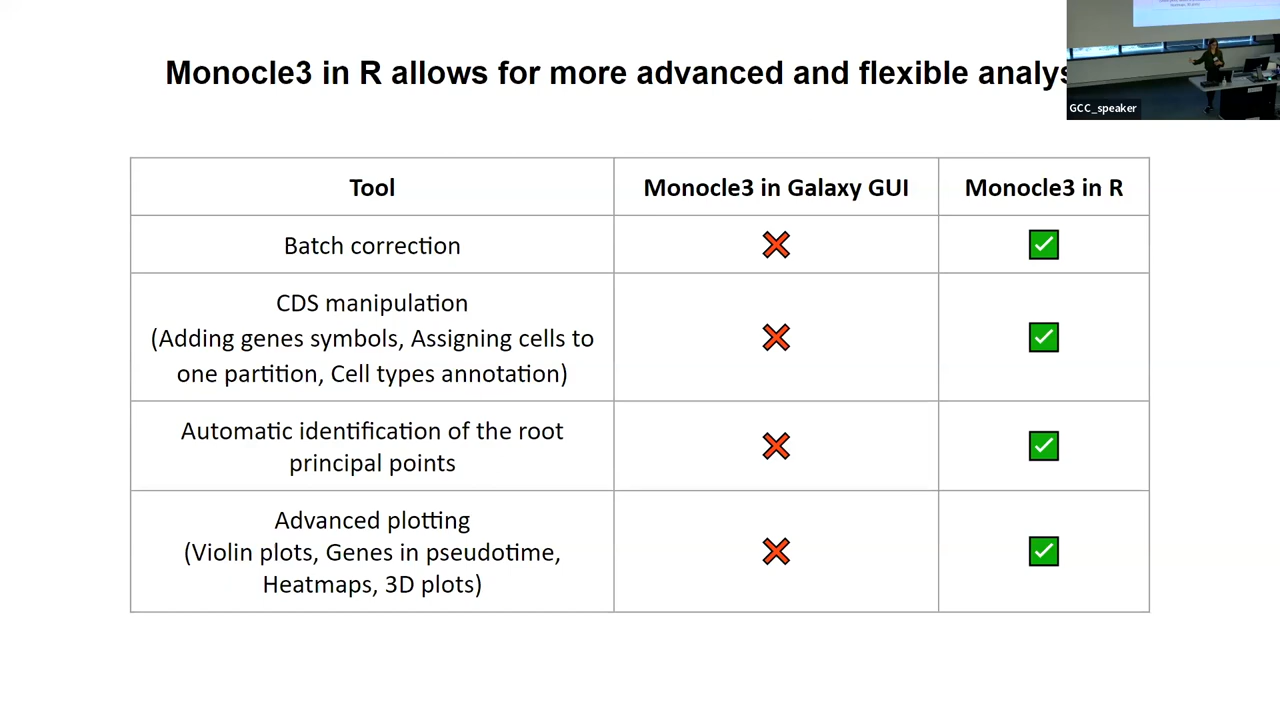 Monocle3 in R allows for more advanced and flexible analys
GCC_speaker
Tool
Monocle3 in Galaxy GUI
Monocle3 in R
Batch correction
CDS manipulation
(Adding genes symbols, Assigning cells to
one partition, Cell types annotation)
Automatic identification of the root
principal points
Advanced plotting
(Violin plots, Genes in pseudotime,
Heatmaps, 3D plots)